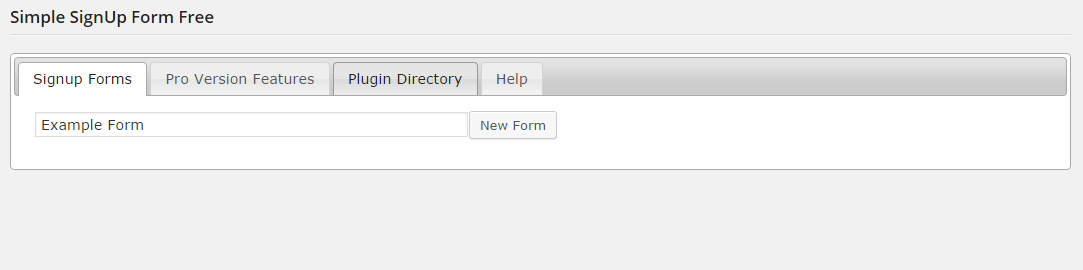 Simple SignUp Form Free
Signup Forms Pro Version Features Plugin Directory Help
Example Form New Form